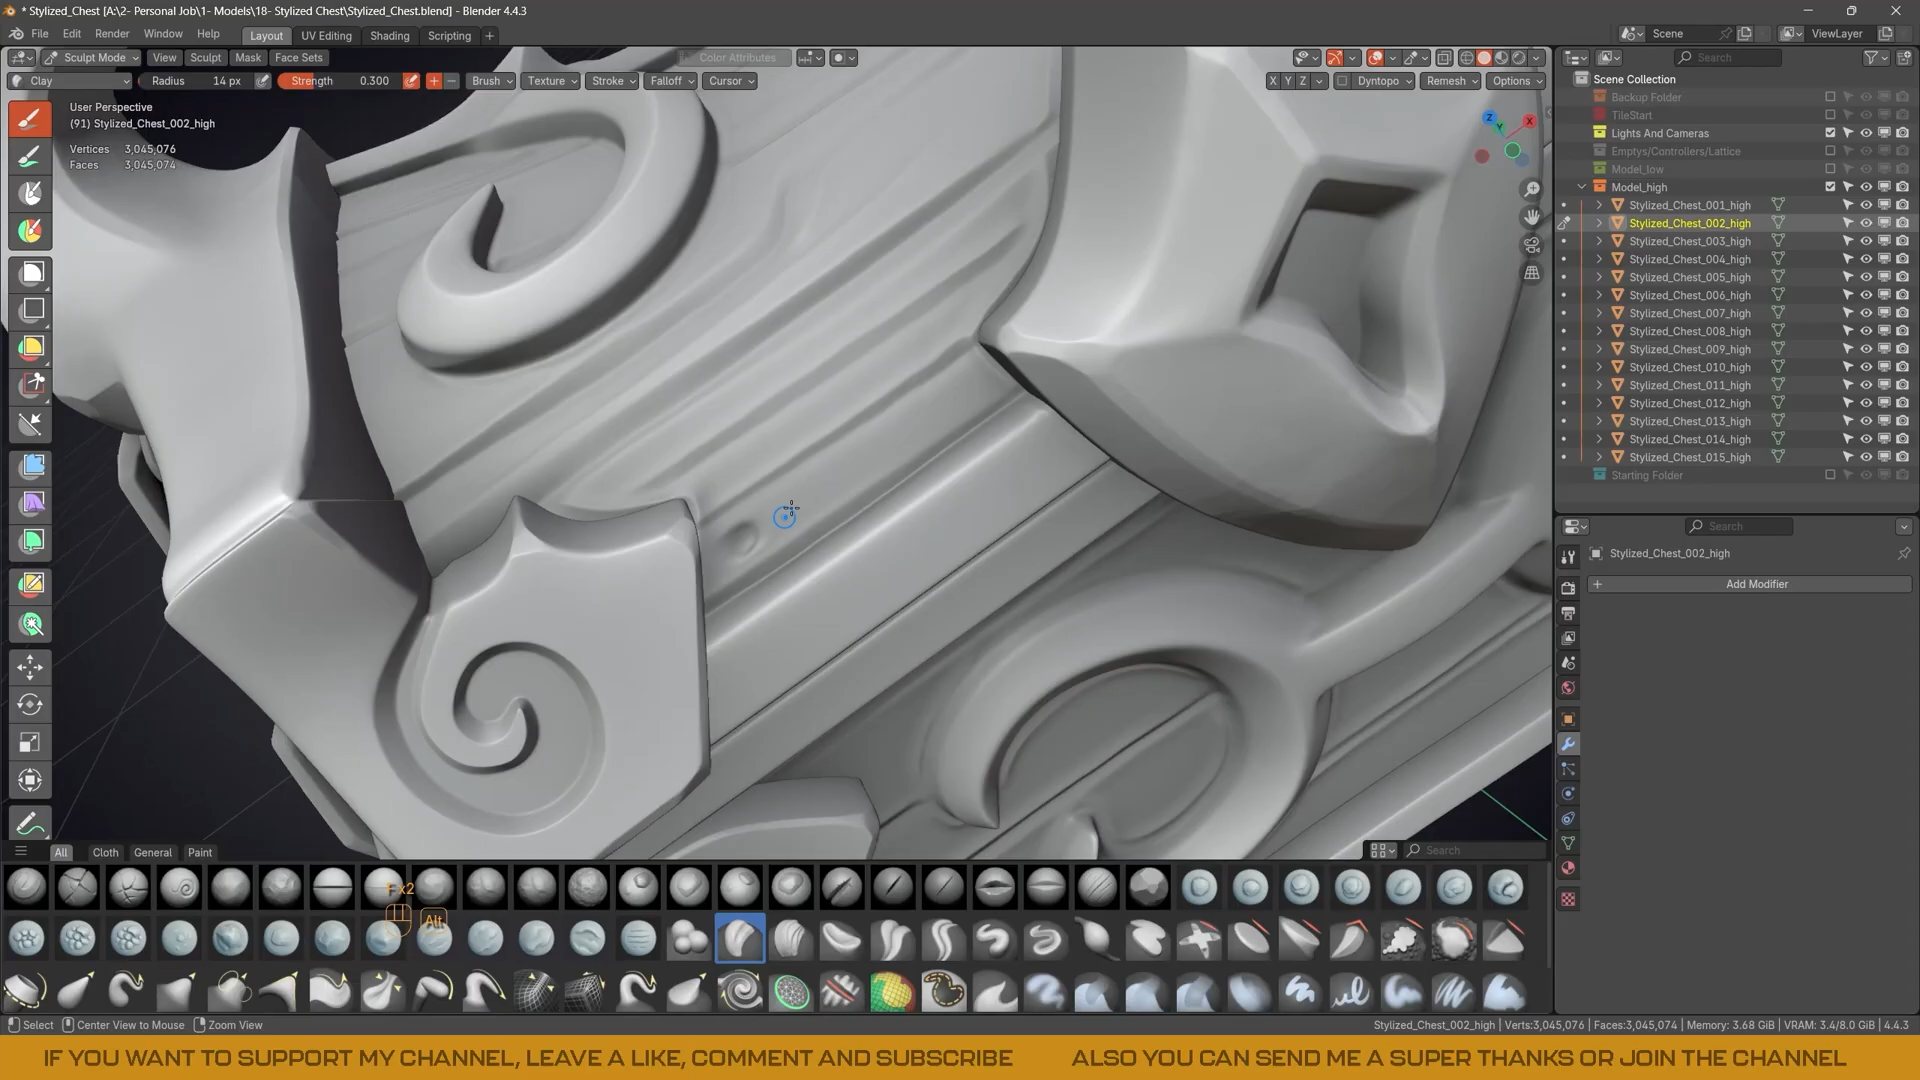 * Stylized_Chest [A:\2- Personal Job\1- Models\18- Stylized Chest\Stylized_Chest.blend] - Blender 4.4.3
File Edit Render Window Help Layout UV Editing Shading Scripting +
Scene ViewLayer
Sculpt Mode View Sculpt Mask Face Sets Color Attributes
Search
Clay Radius 14 px Strength 0.300 Brush Texture Stroke Falloff Cursor X Y Z Dyntopo Remesh Options
User Perspective
(91) Stylized_Chest_002_high
Vertices 3,045,076
Faces 3,045,074
Z Y X
Scene Collection
Backup Folder
TileStart
Lights And Cameras
Emptys/Controllers/Lattice
Model_low
Model_high
Stylized_Chest_001_high
Stylized_Chest_002_high
Stylized_Chest_003_high
Stylized_Chest_004_high
Stylized_Chest_005_high
Stylized_Chest_006_high
Stylized_Chest_007_high
Stylized_Chest_008_high
Stylized_Chest_009_high
Stylized_Chest_010_high
Stylized_Chest_011_high
Stylized_Chest_012_high
Stylized_Chest_013_high
Stylized_Chest_014_high
Stylized_Chest_015_high
Starting Folder
Search
Stylized_Chest_002_high
+ Add Modifier
All Cloth General Paint
Search
F x2
Alt
Select Center View to Mouse Zoom View
Stylized_Chest_002_high | Verts:3,045,076 | Faces:3,045,074 | Memory: 3.68 GiB | VRAM: 3.4/8.0 GiB | 4.4.3
IF YOU WANT TO SUPPORT MY CHANNEL, LEAVE A LIKE, COMMENT AND SUBSCRIBE ALSO YOU CAN SEND ME A SUPER THANKS OR JOIN THE CHANNEL